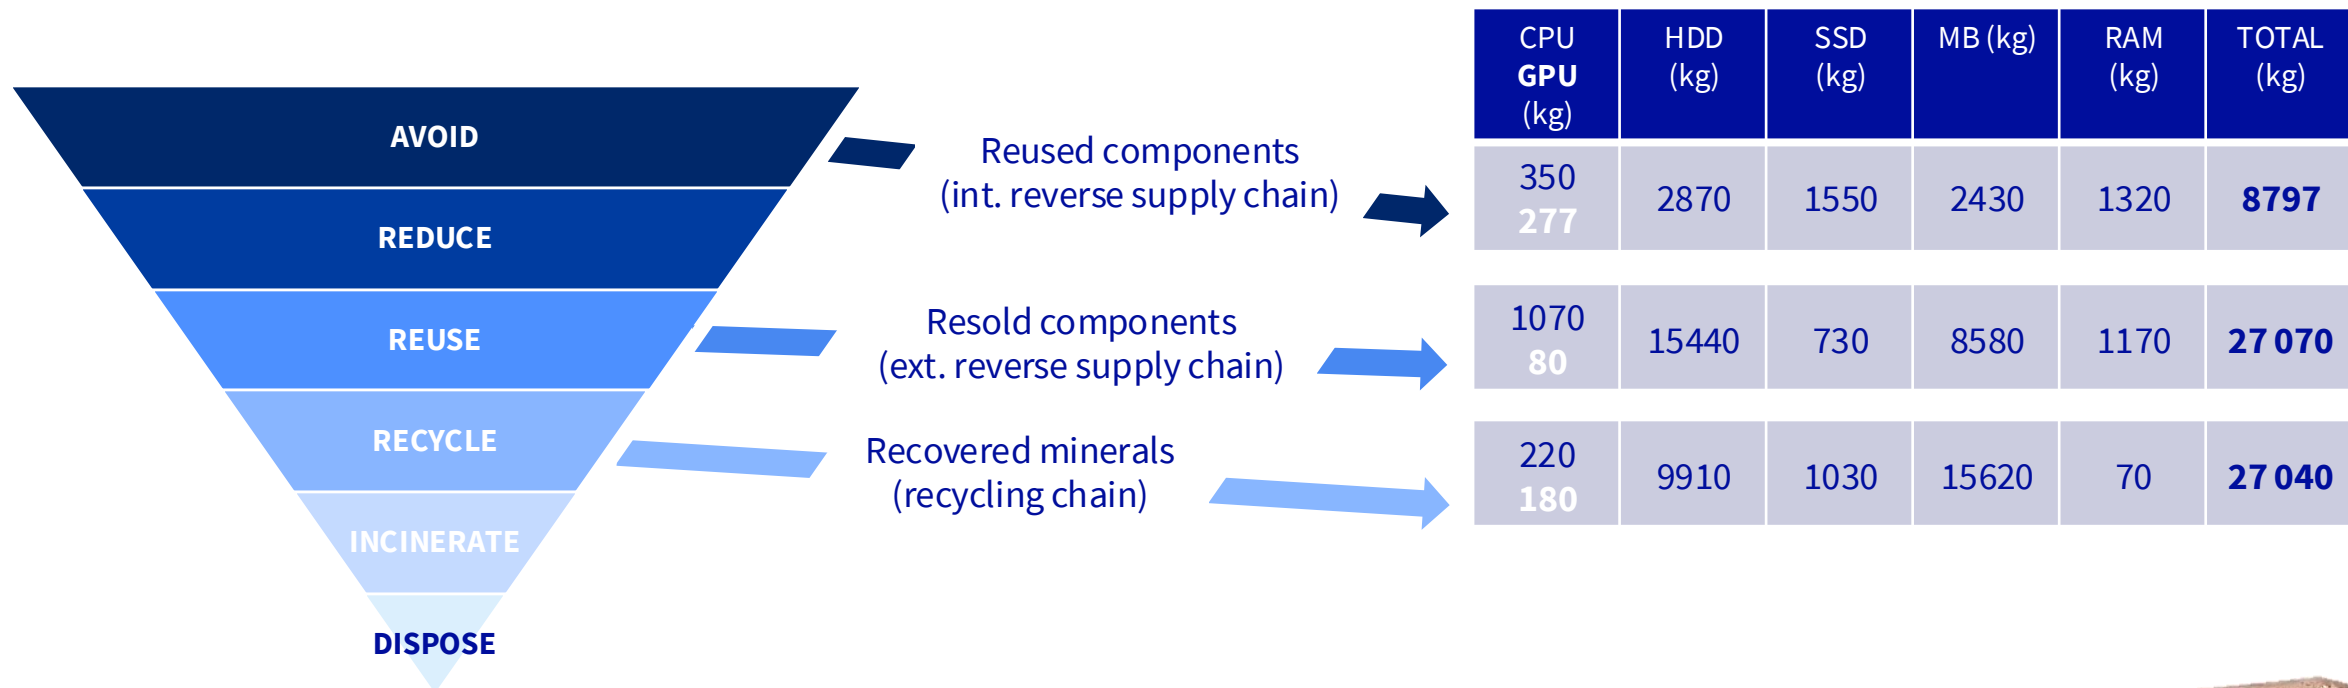 AVOID
REDUCE
REUSE
RECYCLE
INCINERATE
DISPOSE
Reused components
(int. reverse supply chain)
Resold components
(ext. reverse supply chain)
Recovered minerals
(recycling chain)
CPU GPU (kg) HDD (kg) SSD (kg) MB (kg) RAM (kg) TOTAL (kg)
350 277 2870 1550 2430 1320 8797
1070 80 15440 730 8580 1170 27 070
220 180 9910 1030 15620 70 27 040